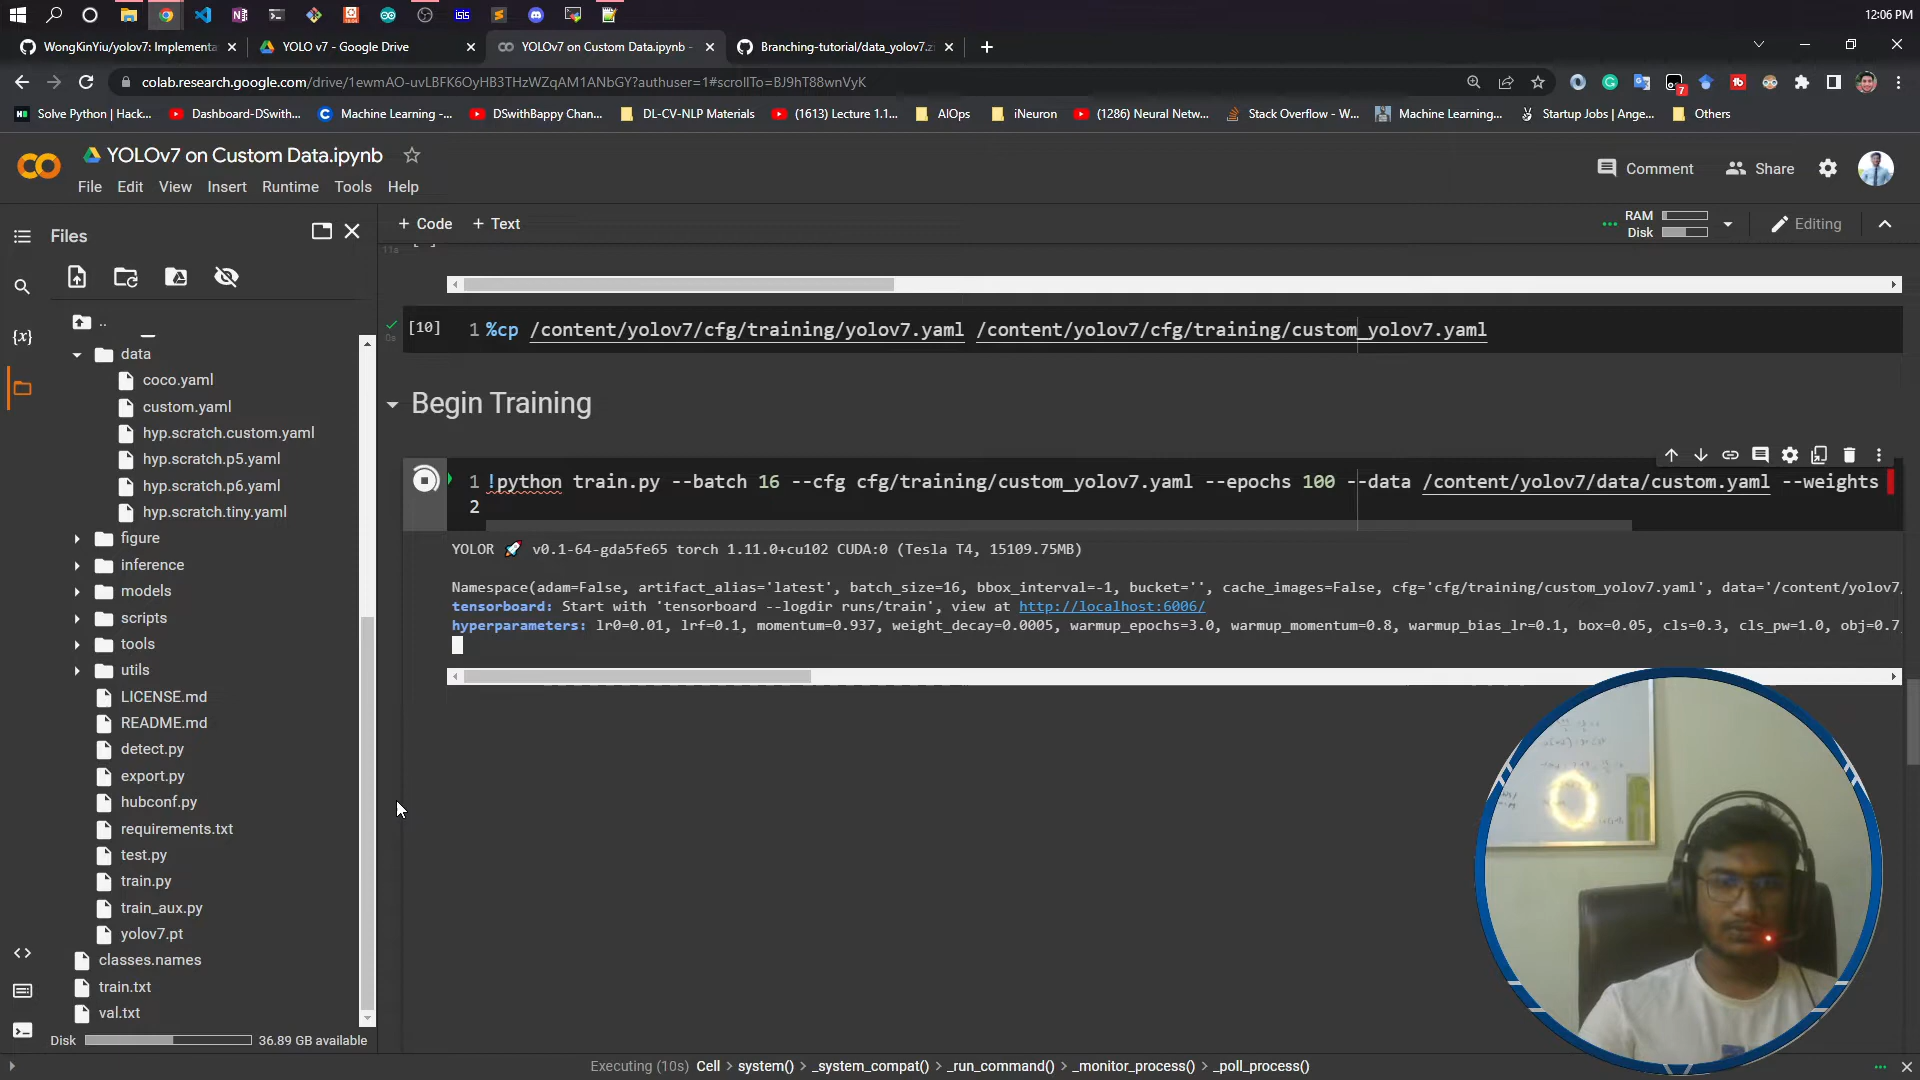 12:06 PM
WongKinYiu/yolov7: Implementa
YOLO v7 - Google Drive
YOLOv7 on Custom Data.ipynb -
Branching-tutorial/data_yolov7.z
colab.research.google.com/drive/1ewmAO-uvLBFK6OyHB3THzWZqAM1ANbGY?authuser=1#scrollTo=BJ9hT88wnVyK
7
Solve Python | Hack...
Dashboard-DSwith...
Machine Learning -...
DSwithBappy Chan...
DL-CV-NLP Materials
(1613) Lecture 1.1...
AIOps
iNeuron
(1286) Neural Netw...
Stack Overflow - W...
Machine Learning...
Startup Jobs | Ange...
Others
YOLOv7 on Custom Data.ipynb
Comment
Share
File Edit View Insert Runtime Tools Help
Files
+ Code + Text
RAM
Disk
Editing
11s
..
{x}
data
coco.yaml
custom.yaml
hyp.scratch.custom.yaml
hyp.scratch.p5.yaml
hyp.scratch.p6.yaml
hyp.scratch.tiny.yaml
figure
inference
models
scripts
tools
utils
LICENSE.md
README.md
detect.py
export.py
hubconf.py
requirements.txt
test.py
train.py
train_aux.py
yolov7.pt
classes.names
train.txt
val.txt
Disk 36.89 GB available
[10] 1 %cp /content/yolov7/cfg/training/yolov7.yaml /content/yolov7/cfg/training/custom_yolov7.yaml
0s
Begin Training
1 !python train.py --batch 16 --cfg cfg/training/custom_yolov7.yaml --epochs 100 --data /content/yolov7/data/custom.yaml --weights
2
YOLOR 🚀 v0.1-64-gda5fe65 torch 1.11.0+cu102 CUDA:0 (Tesla T4, 15109.75MB)
Namespace(adam=False, artifact_alias='latest', batch_size=16, bbox_interval=-1, bucket='', cache_images=False, cfg='cfg/training/custom_yolov7.yaml', data='/content/yolov7/
tensorboard: Start with 'tensorboard --logdir runs/train', view at http://localhost:6006/
hyperparameters: lr0=0.01, lrf=0.1, momentum=0.937, weight_decay=0.0005, warmup_epochs=3.0, warmup_momentum=0.8, warmup_bias_lr=0.1, box=0.05, cls=0.3, cls_pw=1.0, obj=0.7,
Executing (10s) Cell > system() > _system_compat() > _run_command() > _monitor_process() > _poll_process()